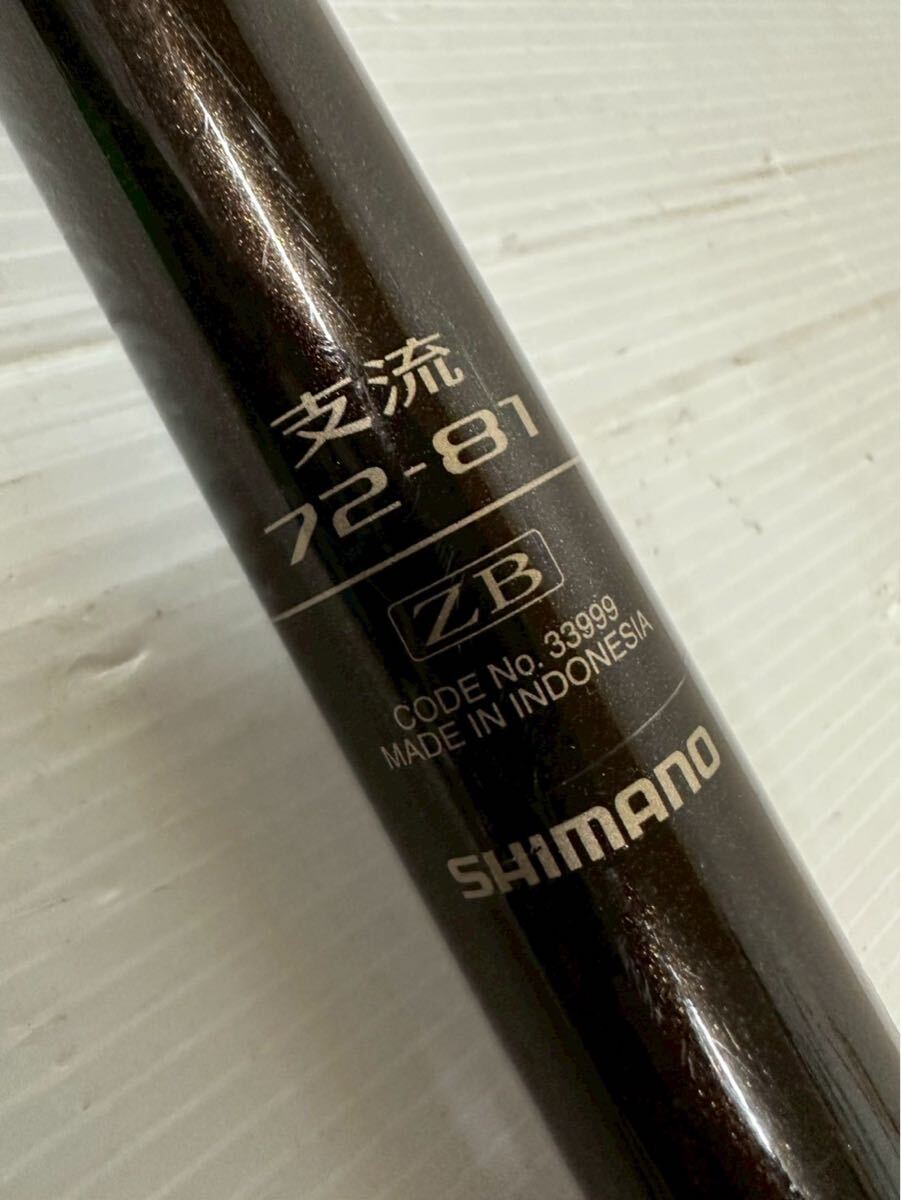 支流
72-81
ZB
CODE No. 33999
MADE IN INDONESIA
SHIMANO